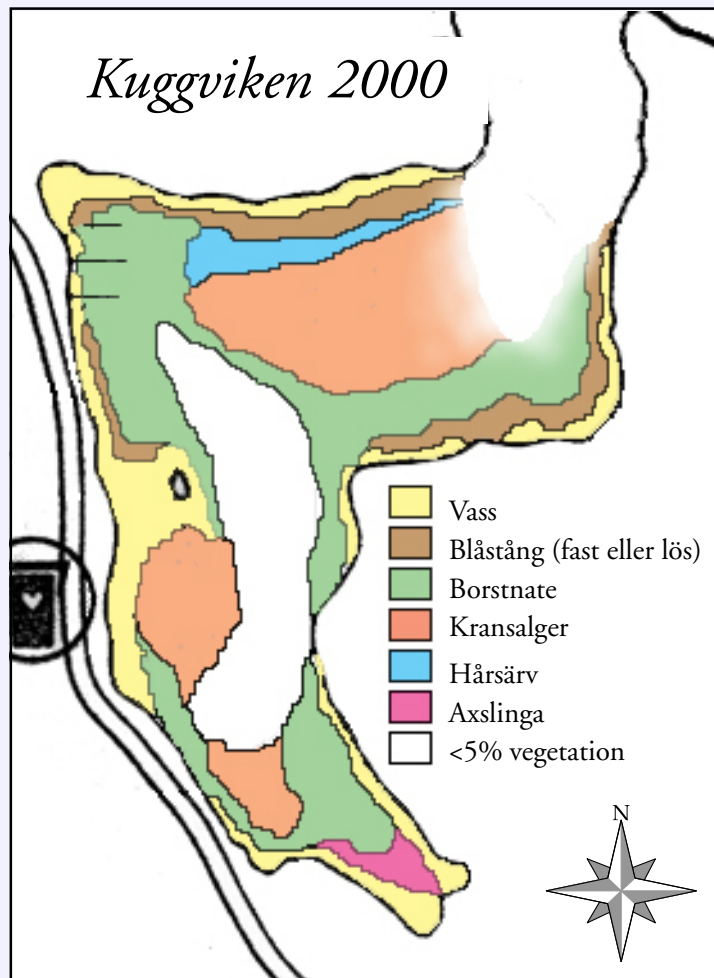 Kuggviken 2000
Vass
Blåstång (fast eller lös)
Borstnate
Kransalger
Hårsärv
Axslinga
<5% vegetation
N